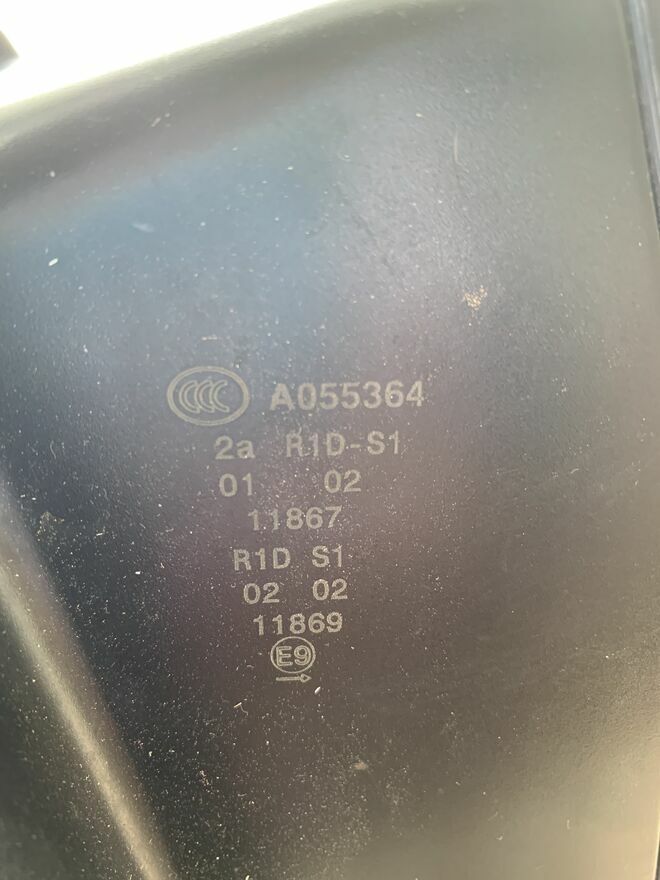 CCC A055364
2a R1D-S1
01 02
11867
R1D S1
02 02
11869
E9
→